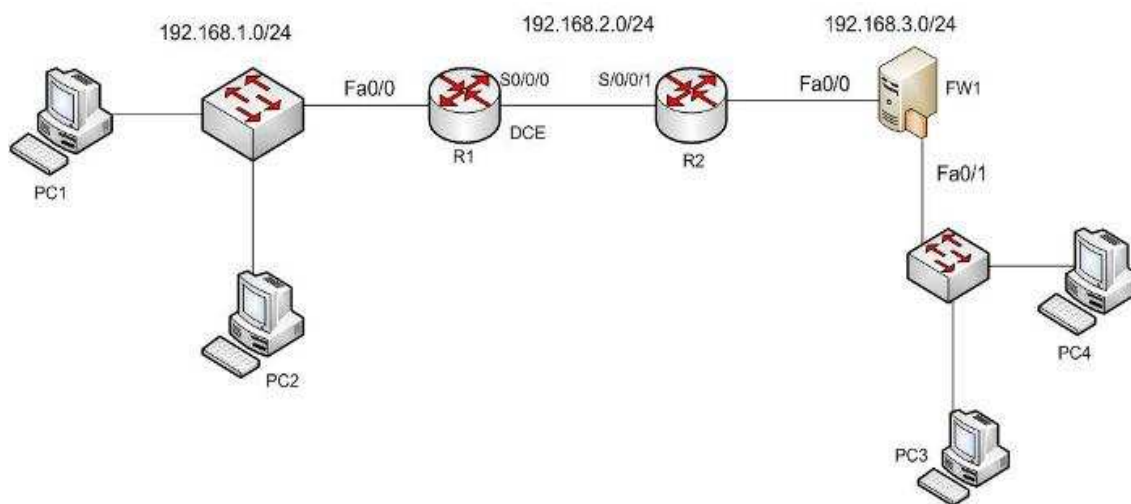 192.168.1.0/24
192.168.2.0/24
192.168.3.0/24
Fa0/0
S0/0/0
S/0/0/1
Fa0/0
FW1
DCE
R1
R2
PC1
Fa0/1
PC2
PC4
PC3